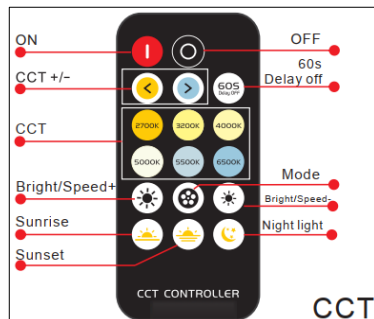 ON
OFF
CCT +/−
60s
Delay off
60S
Delay OFF
CCT
2700K 3200K 4000K
5000K 5500K 6500K
Mode
Bright/Speed+
Bright/Speed-
Sunrise
Night light
Sunset
CCT CONTROLLER
CCT